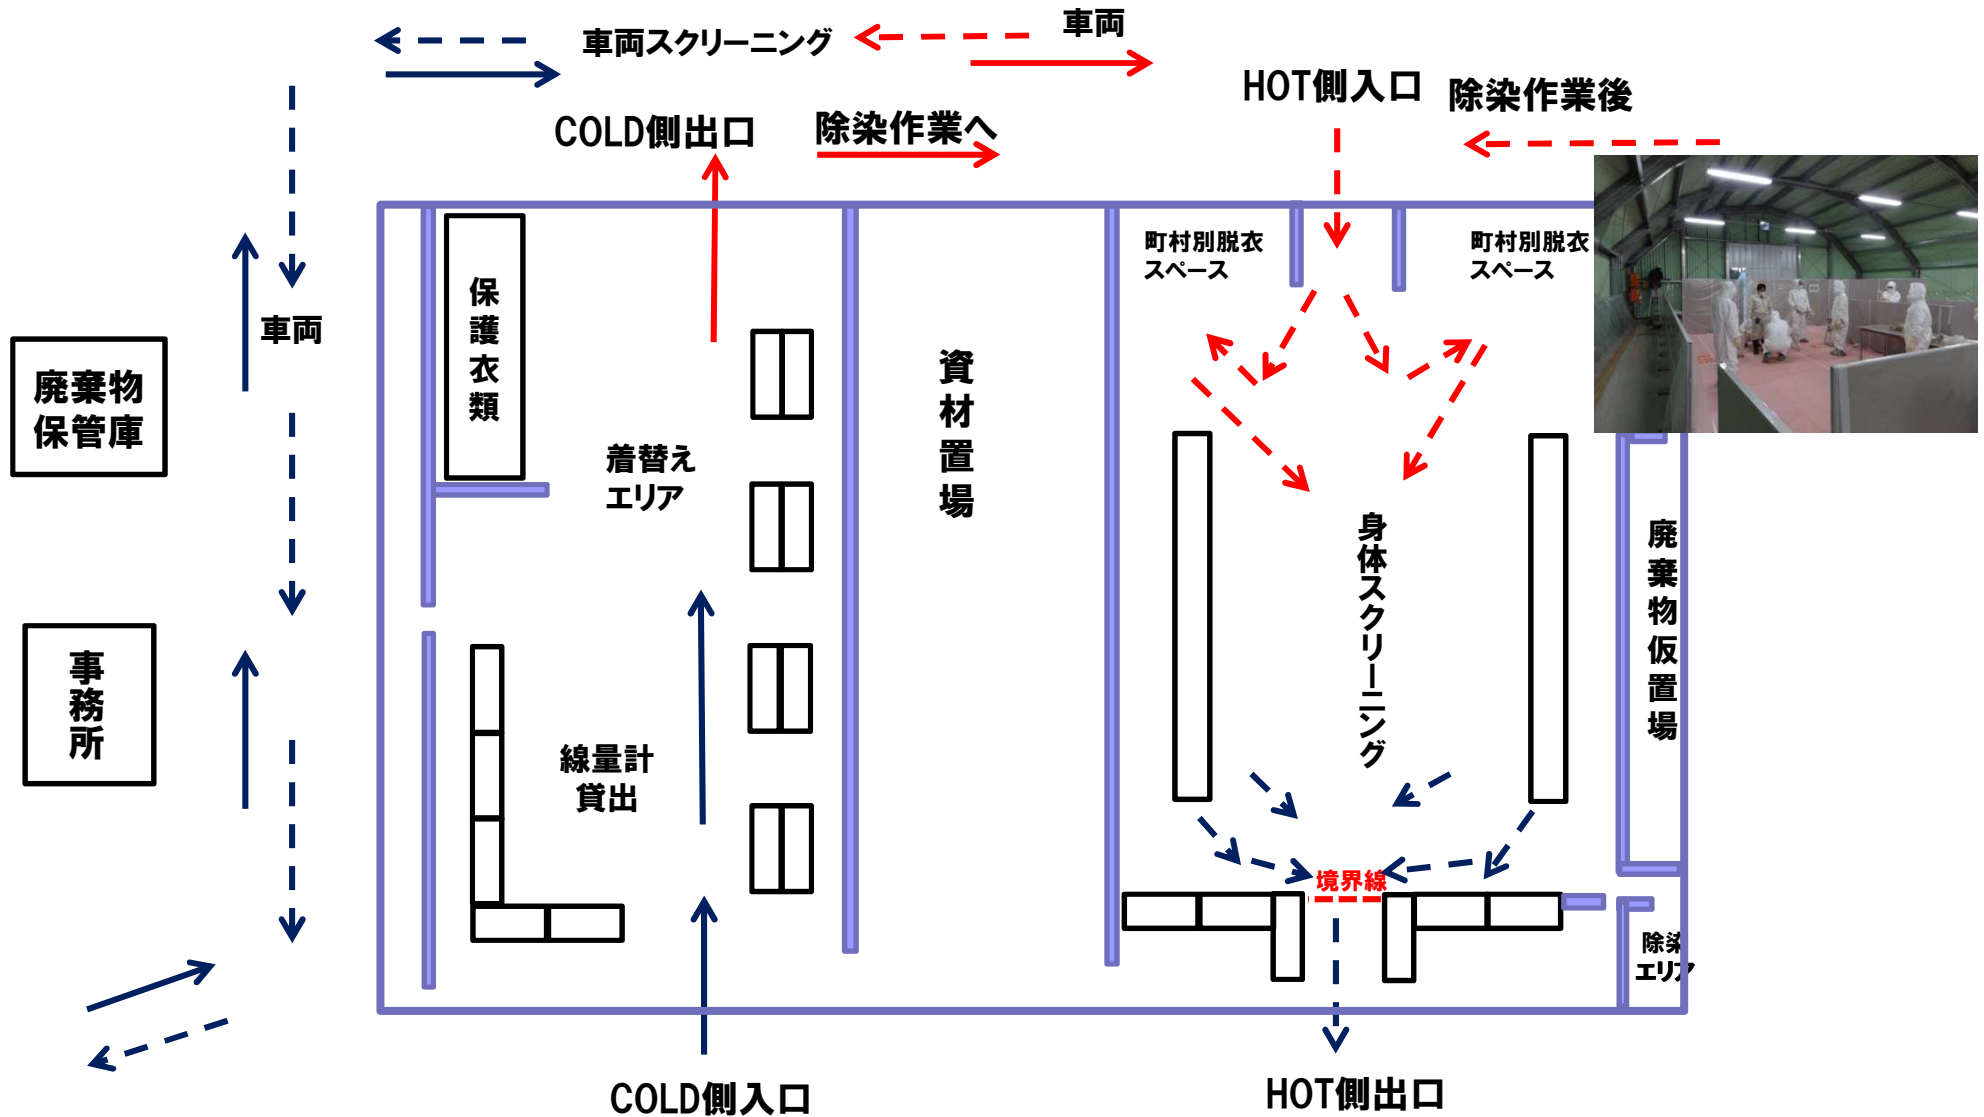 車両スクリーニング
車両
COLD側出口
除染作業へ
HOT側入口
除染作業後
町村別脱衣
スペース
町村別脱衣
スペース
保護衣類
車両
廃棄物
保管庫
着替え
エリア
資材置場
身体スクリーニング
廃棄物仮置場
事務所
線量計
貸出
境界線
除染
エリア
COLD側入口
HOT側出口